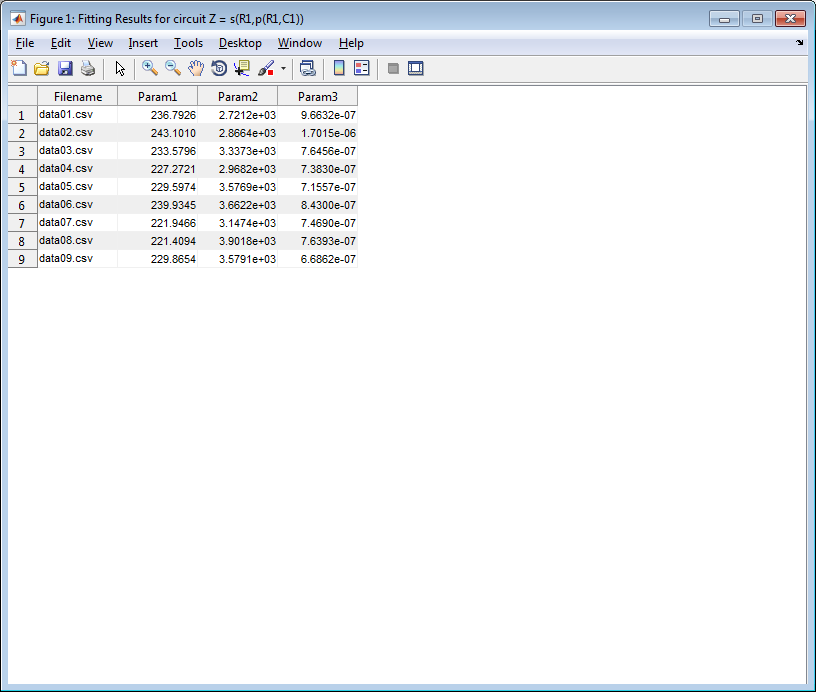 Figure 1: Fitting Results for circuit Z = s(R1,p(R1,C1))
File Edit View Insert Tools Desktop Window Help
Filename Param1 Param2 Param3
1 data01.csv 236.7926 2.7212e+03 9.6632e-07
2 data02.csv 243.1010 2.8664e+03 1.7015e-06
3 data03.csv 233.5796 3.3373e+03 7.6456e-07
4 data04.csv 227.2721 2.9682e+03 7.3830e-07
5 data05.csv 229.5974 3.5769e+03 7.1557e-07
6 data06.csv 239.9345 3.6622e+03 8.4300e-07
7 data07.csv 221.9466 3.1474e+03 7.4690e-07
8 data08.csv 221.4094 3.9018e+03 7.6393e-07
9 data09.csv 229.8654 3.5791e+03 6.6862e-07